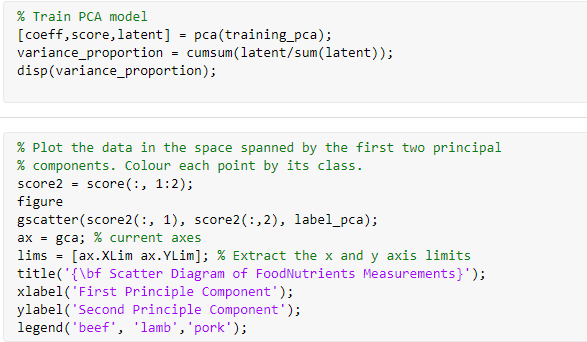 % Train PCA model
[coeff,score,latent] = pca(training_pca);
variance_proportion = cumsum(latent/sum(latent));
disp(variance_proportion);
% Plot the data in the space spanned by the first two principal
% components. Colour each point by its class.
score2 = score(:, 1:2);
figure
gscatter(score2(:, 1), score2(:,2), label_pca);
ax = gca; % current axes
lims = [ax.XLim ax.YLim]; % Extract the x and y axis limits
title('{\bf Scatter Diagram of FoodNutrients Measurements}');
xlabel('First Principle Component');
ylabel('Second Principle Component');
legend('beef', 'lamb','pork');